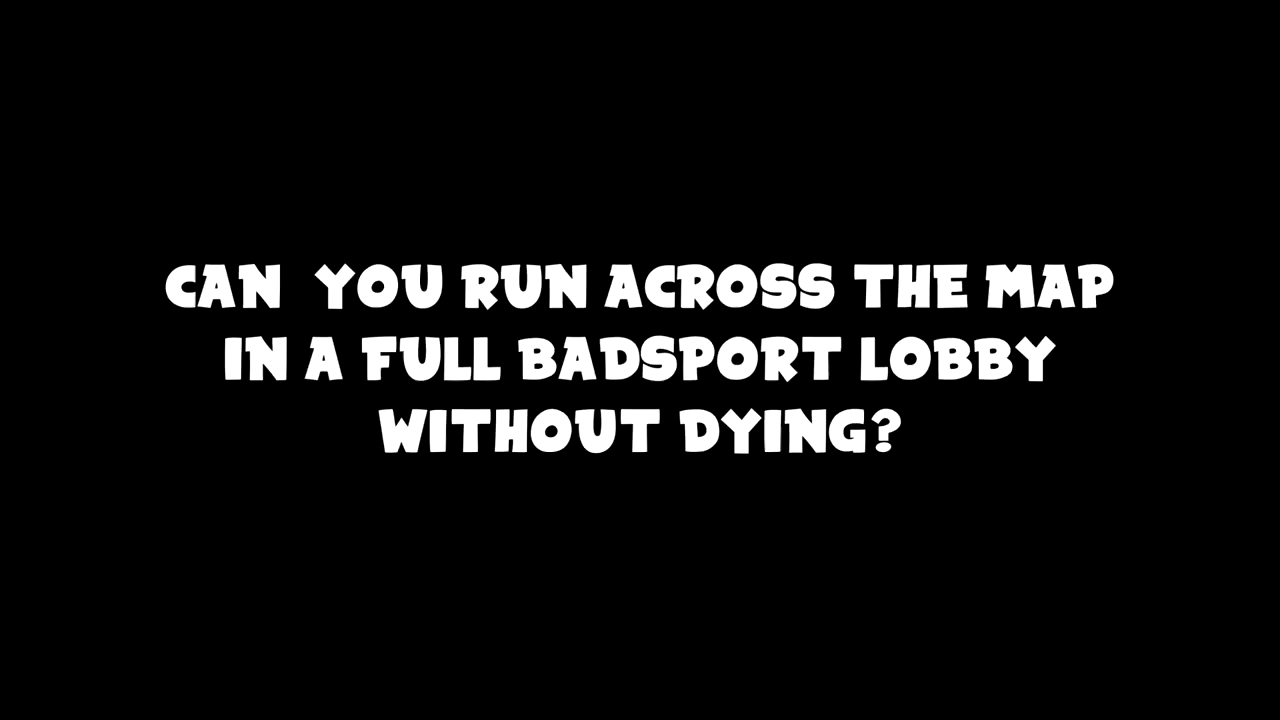 CAN YOU RUN ACROSS THE MAP
IN A FULL BADSPORT LOBBY
WITHOUT DYING?